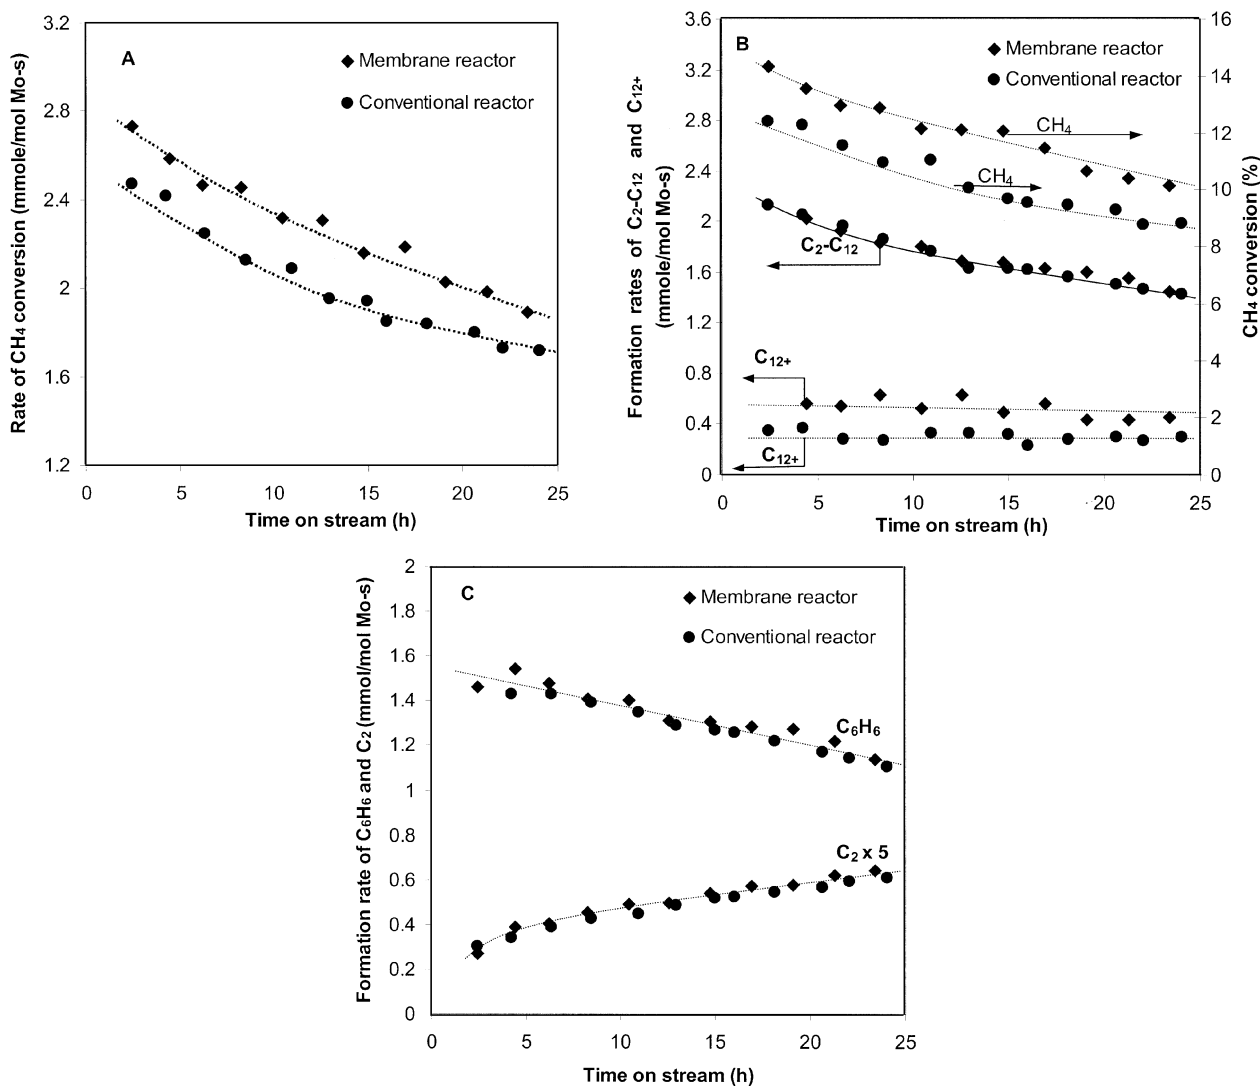 A
Membrane reactor
Conventional reactor
3.2
2.8
2.4
2
1.6
1.2
0 5 10 15 20 25
Rate of CH₄ conversion (mmole/mol Mo-s)
Time on stream (h)
B
Membrane reactor
Conventional reactor
3.6
3.2
2.8
2.4
2
1.6
1.2
0.8
0.4
0
16
14
12
10
8
6
4
2
0
CH₄
CH₄
C₂-C₁₂
C₁₂₊
C₁₂₊
0 5 10 15 20 25
Formation rates of C₂-C₁₂ and C₁₂₊
(mmole/mol Mo-s)
CH₄ conversion (%)
Time on stream (h)
C
Membrane reactor
Conventional reactor
2
1.8
1.6
1.4
1.2
1
0.8
0.6
0.4
0.2
0
C₆H₆
C₂ x 5
0 5 10 15 20 25
Formation rate of C₆H₆ and C₂ (mmol/mol Mo-s)
Time on stream (h)